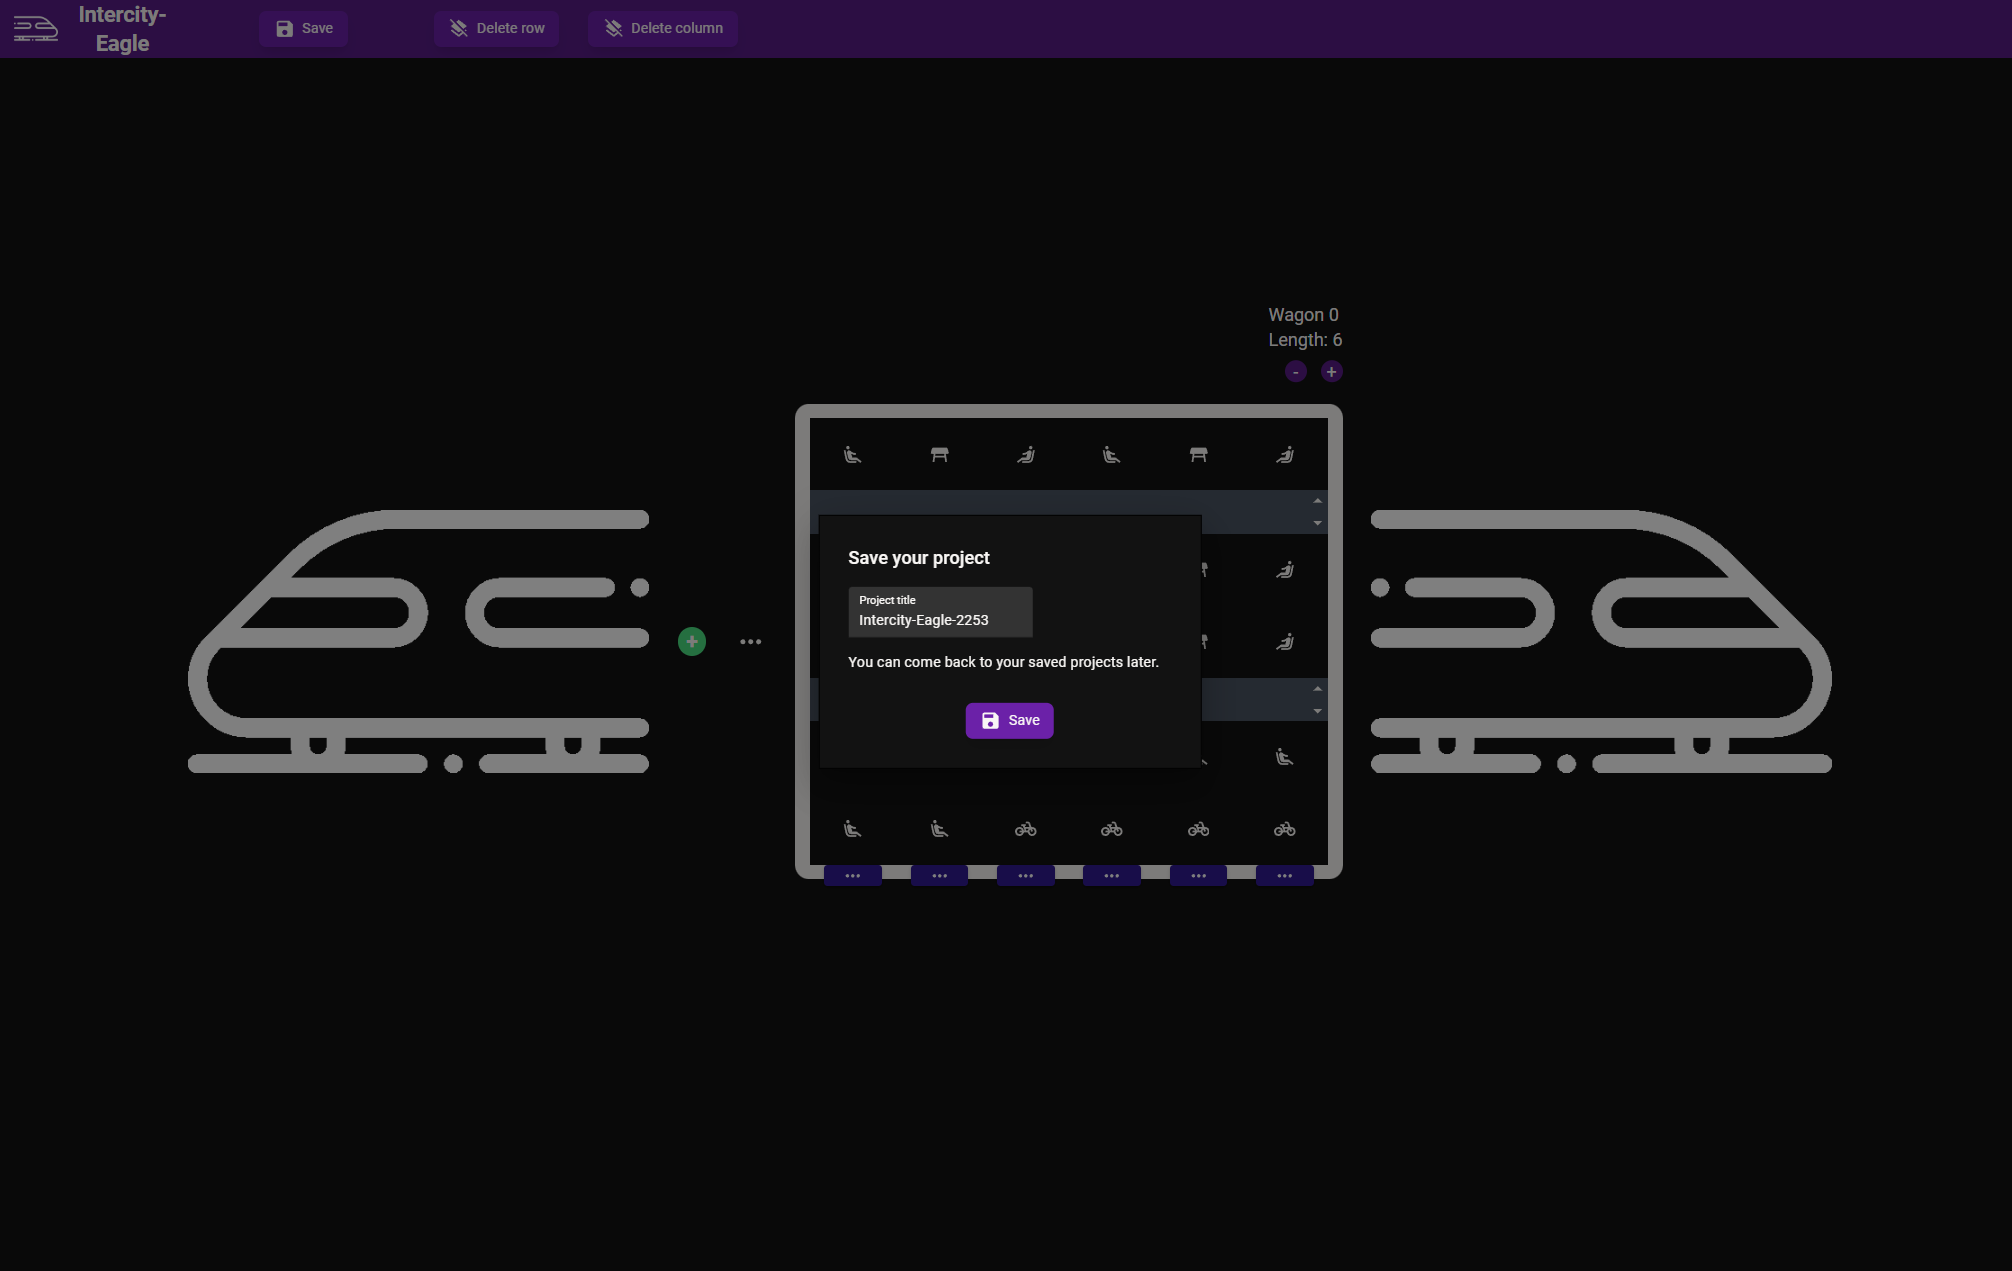 Intercity-
Eagle
Save
Delete row
Delete column
Wagon 0
Length: 6
- +
Save your project
Project title
Intercity-Eagle-2253
You can come back to your saved projects later.
Save